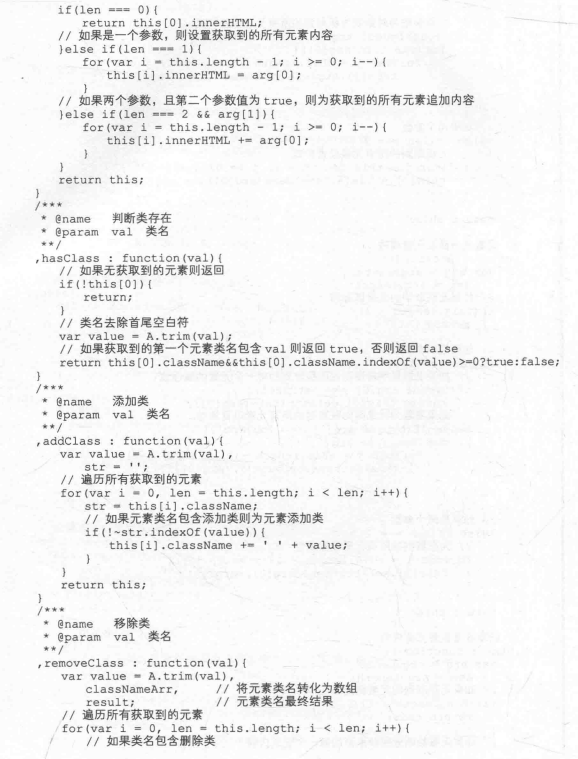 if(len === 0){
return this[0].innerHTML;
// 如果是一个参数，则设置获取到的所有元素内容
}else if(len === 1){
for(var i = this.length - 1; i >= 0; i--){
this[i].innerHTML = arg[0];
}
// 如果两个参数，且第二个参数值为 true，则为获取到的所有元素追加内容
}else if(len === 2 && arg[1]){
for(var i = this.length - 1; i >= 0; i--){
this[i].innerHTML += arg[0];
}
}
return this;
}
/***
* @name 判断类存在
* @param val 类名
**/
,hasClass : function(val){
// 如果无获取到的元素则返回
if(!this[0]){
return;
}
// 类名去除首尾空白符
var value = A.trim(val);
// 如果获取到的第一个元素类名包含 val 则返回 true，否则返回 false
return this[0].className&&this[0].className.indexOf(value)>=0?true:false;
}
/***
* @name 添加类
* @param val 类名
**/
,addClass : function(val){
var value = A.trim(val),
str = '';
// 遍历所有获取到的元素
for(var i = 0, len = this.length; i < len; i++){
str = this[i].className;
// 如果元素类名包含添加类则为元素添加类
if(!~str.indexOf(value)){
this[i].className += ' ' + value;
}
}
return this;
}
/***
* @name 移除类
* @param val 类名
**/
,removeClass : function(val){
var value = A.trim(val),
classNameArr, // 将元素类名转化为数组
result; // 元素类名最终结果
// 遍历所有获取到的元素
for(var i = 0, len = this.length; i < len; i++){
// 如果类名包含删除类